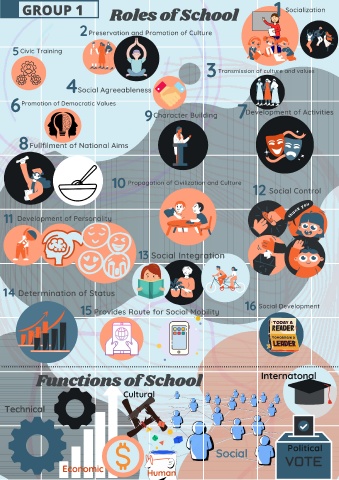 GROUP 1
Roles of School
1 Socialization
2 Preservation and Promotion of Culture
5 Civic Training
3 Transmission of culture and values
4 Social Agreeableness
6 Promotion of Democratic Values
7 Development of Activities
9 Character Building
8 Fullfilment of National Aims
10 Propagation of Civilization and Culture
12 Social Control
THANK YOU
11 Development of Personality
13 Social Integration
14 Determination of Status
15 Provides Route for Social Mobility
16 Social Development
TODAY A
READER
TOMORROW A
LEADER
Functions of School
Internatonal
Cultural
Technical
Political
Social
VOTE
Economic
Human